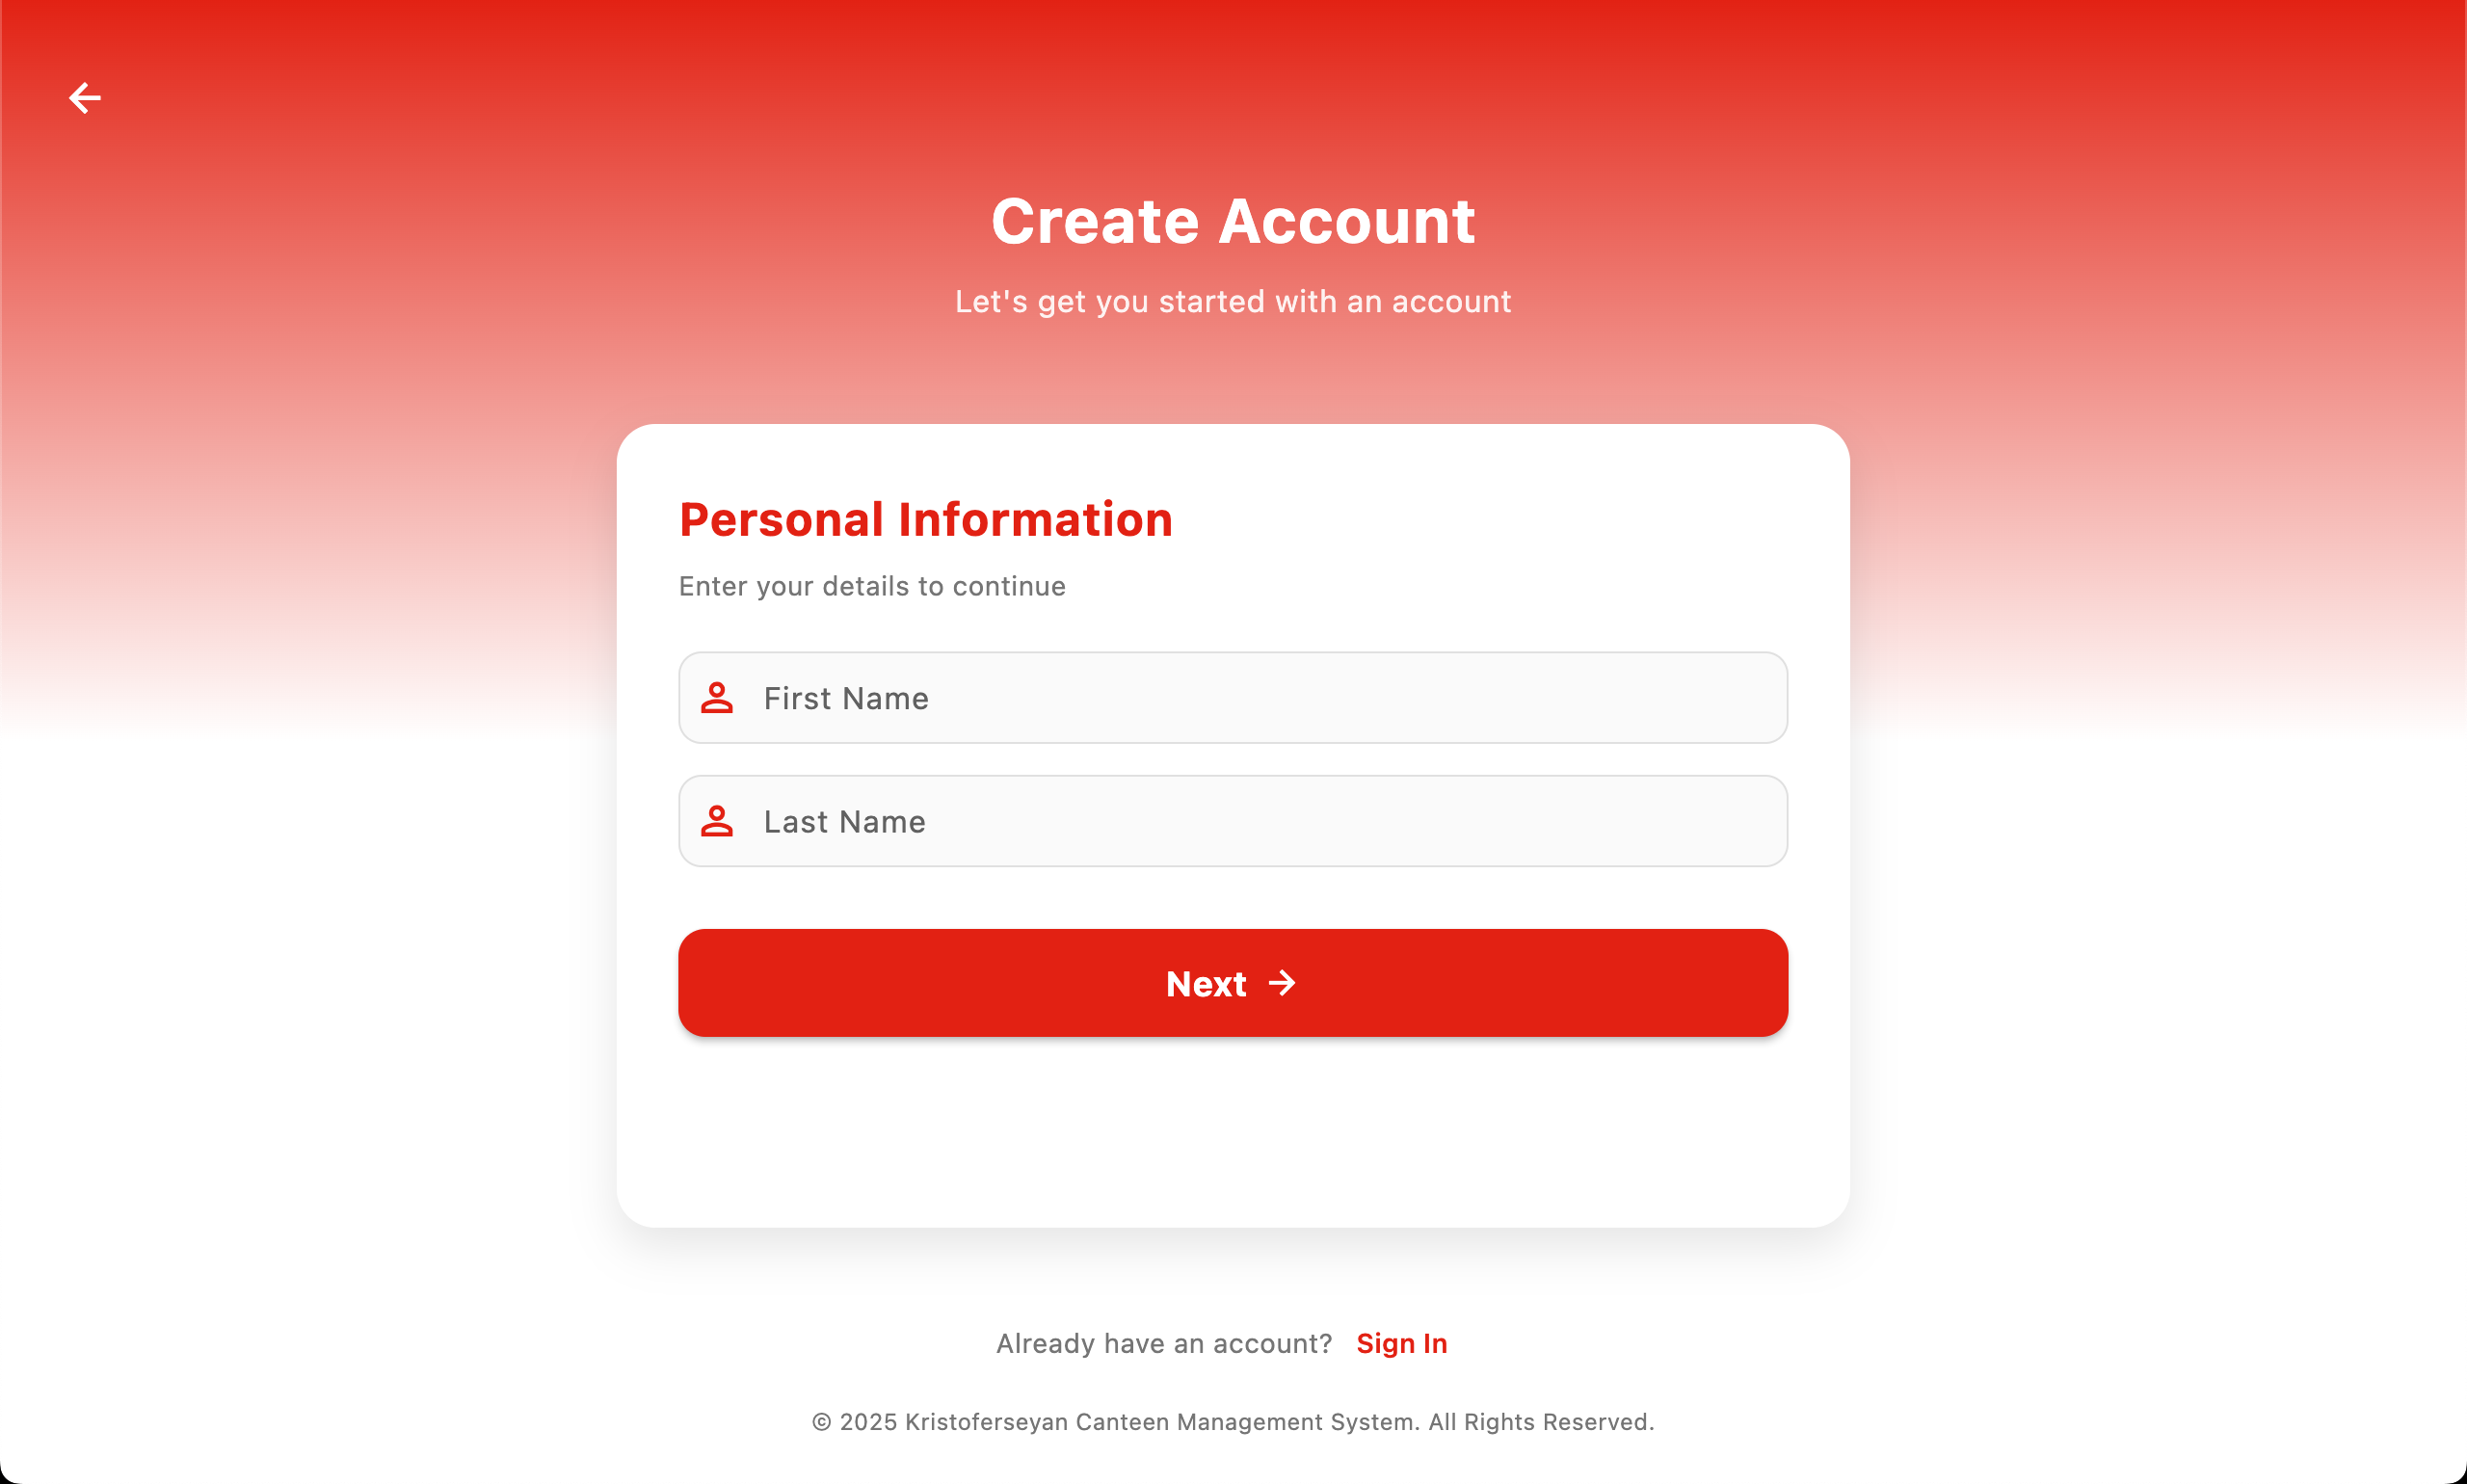 Create Account
Let's get you started with an account
Personal Information
Enter your details to continue
First Name
Last Name
Next
Already have an account? Sign In
© 2025 Kristoferseyan Canteen Management System. All Rights Reserved.